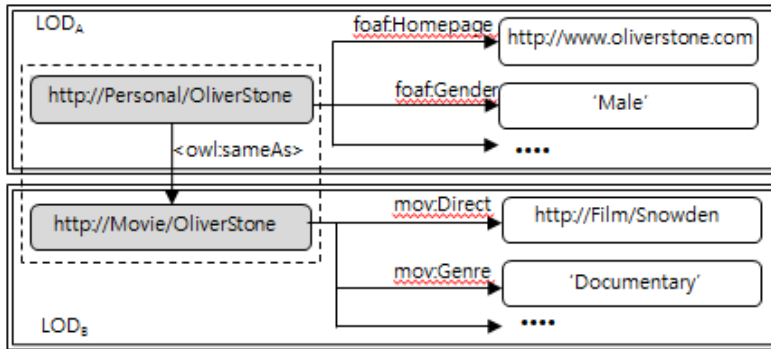 LODA
foaf:Homepage
http://www.oliverstone.com
http://Personal/OliverStone
foaf:Gender
'Male'
<owl:sameAs>
••••
http://Movie/OliverStone
mov:Direct
http://Film/Snowden
mov:Genre
'Documentary'
LODB
••••